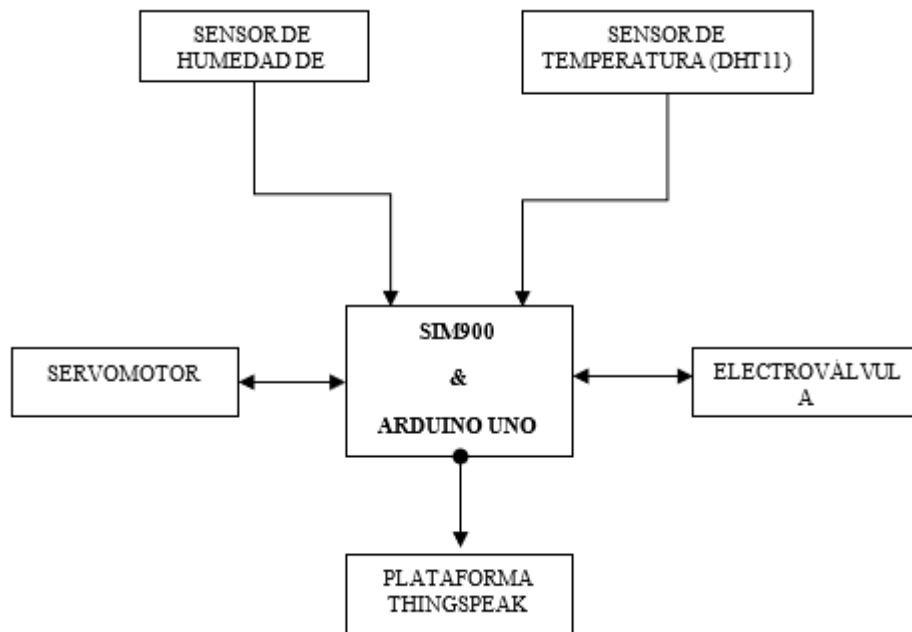 SENSOR DE
HUMEDAD DE
SENSOR DE
TEMPERATURA (DHT11)
SIM900
&
ARDUINO UNO
SERVOMOTOR
ELECTROVÁLVUL
A
PLATAFORMA
THINGSPEAK